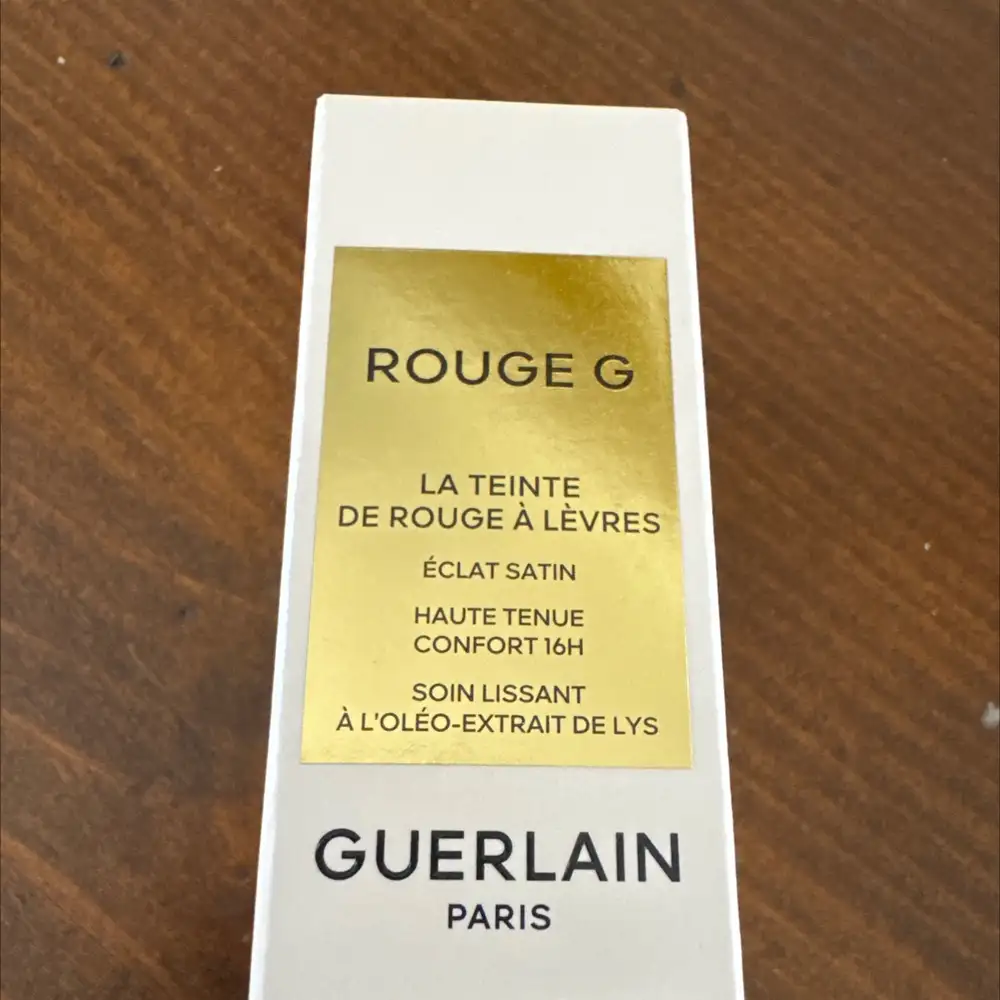 ROUGE G
LA TEINTE
DE ROUGE À LÈVRES
ÉCLAT SATIN
HAUTE TENUE
CONFORT 16H
SOIN LISSANT
À L'OLÉO-EXTRAIT DE LYS
GUERLAIN
PARIS